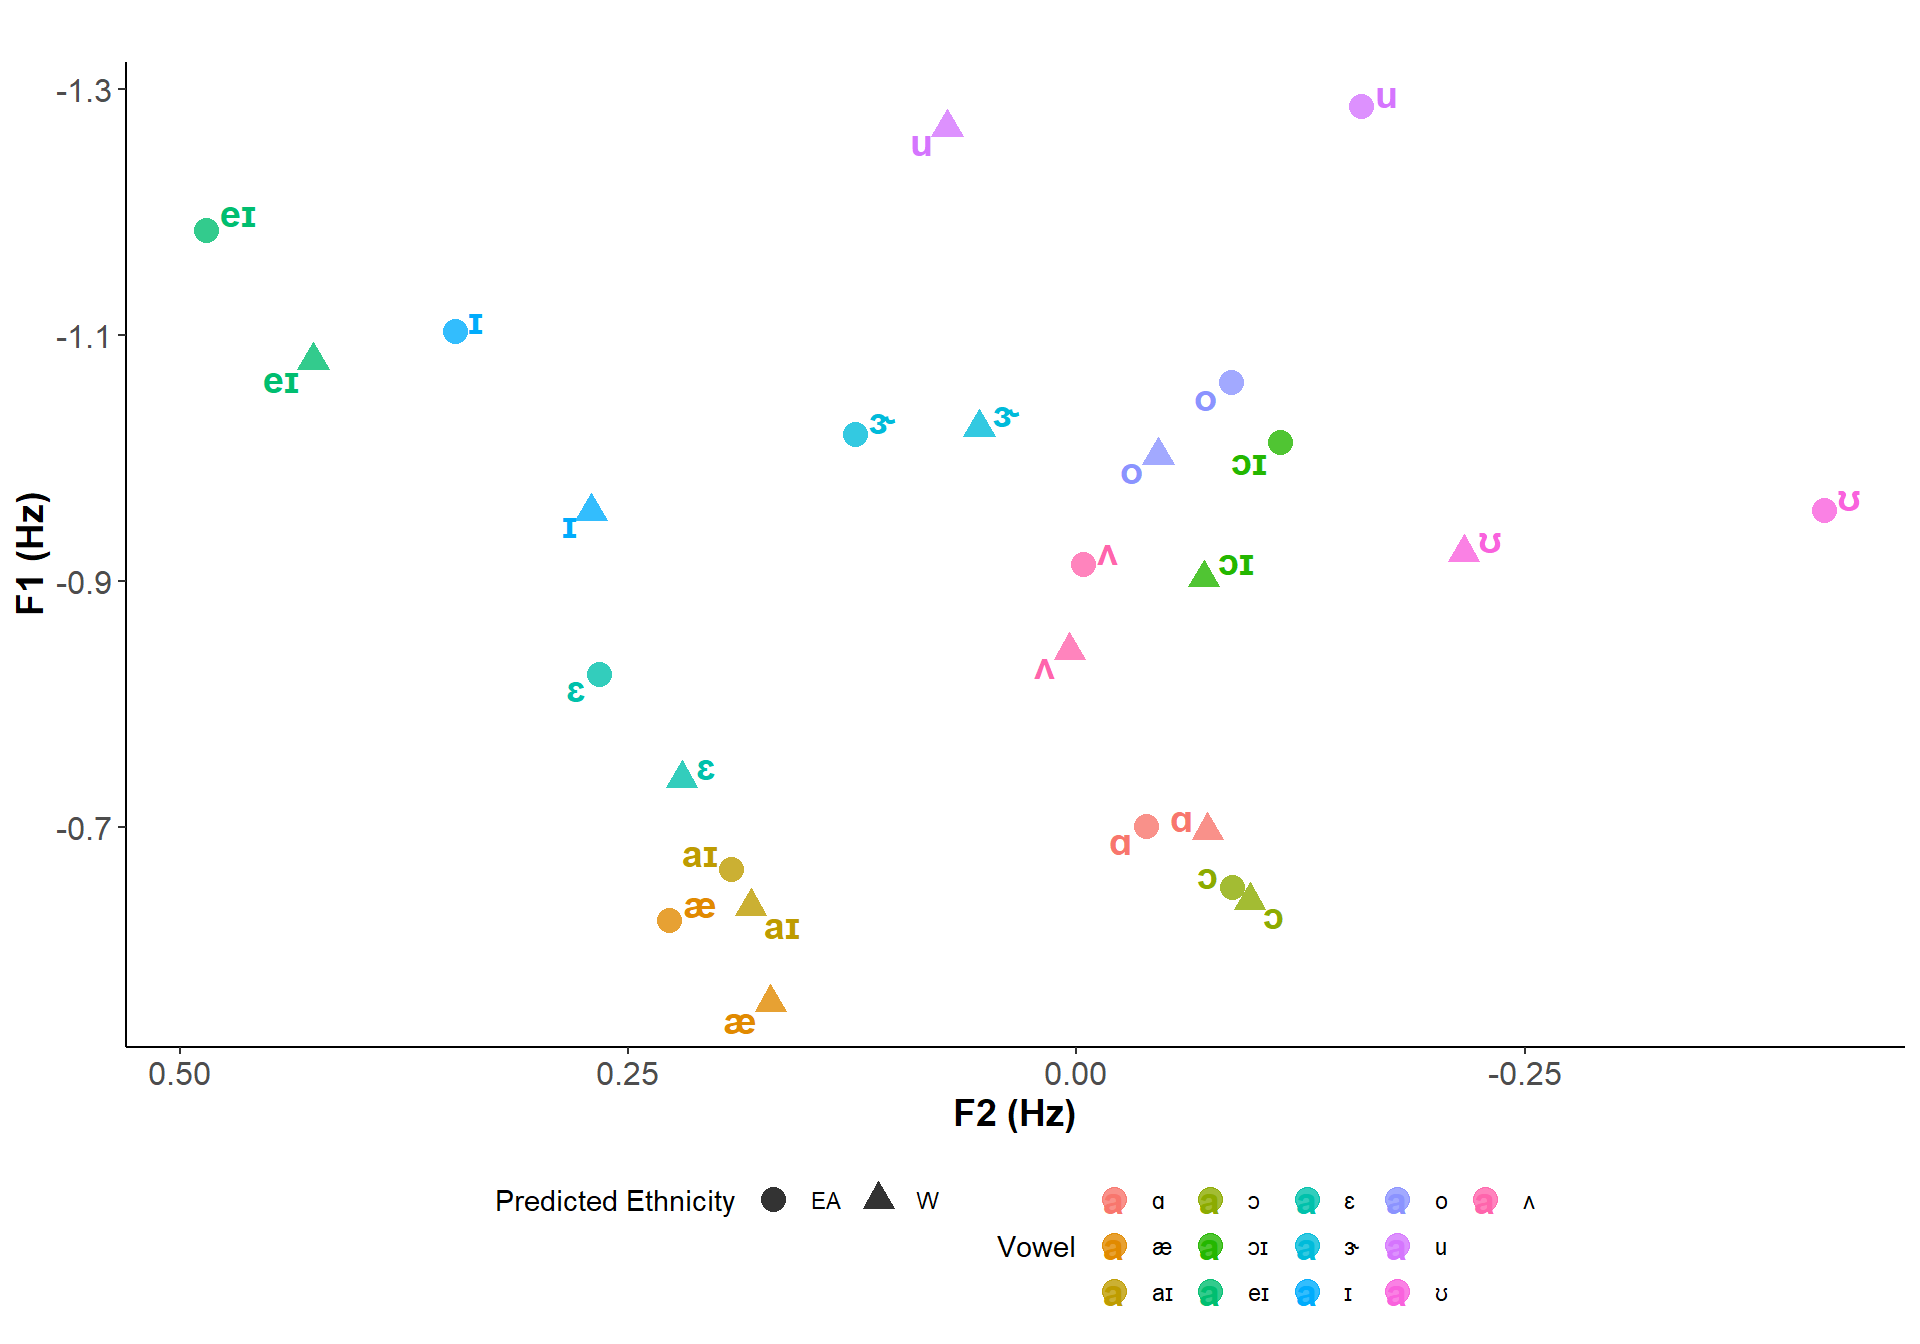 -1.3
u
u
eɪ
ɪ
-1.1
eɪ
o
ɝ
ɝ
ɔɪ
o
ʊ
ɪ
ʊ
ʌ
ɔɪ
F1 (Hz)
-0.9
ʌ
ɛ
ɛ
-0.7
ɑ
ɑ
aɪ
ɔ
æ
ɔ
aɪ
æ
0.50 0.25 0.00 -0.25
F2 (Hz)
Predicted Ethnicity EA W
Vowel
a ɑ a ɔ a ɛ a o a ʌ
a æ a ɔɪ a ɝ a u
a aɪ a eɪ a ɪ a ʊ